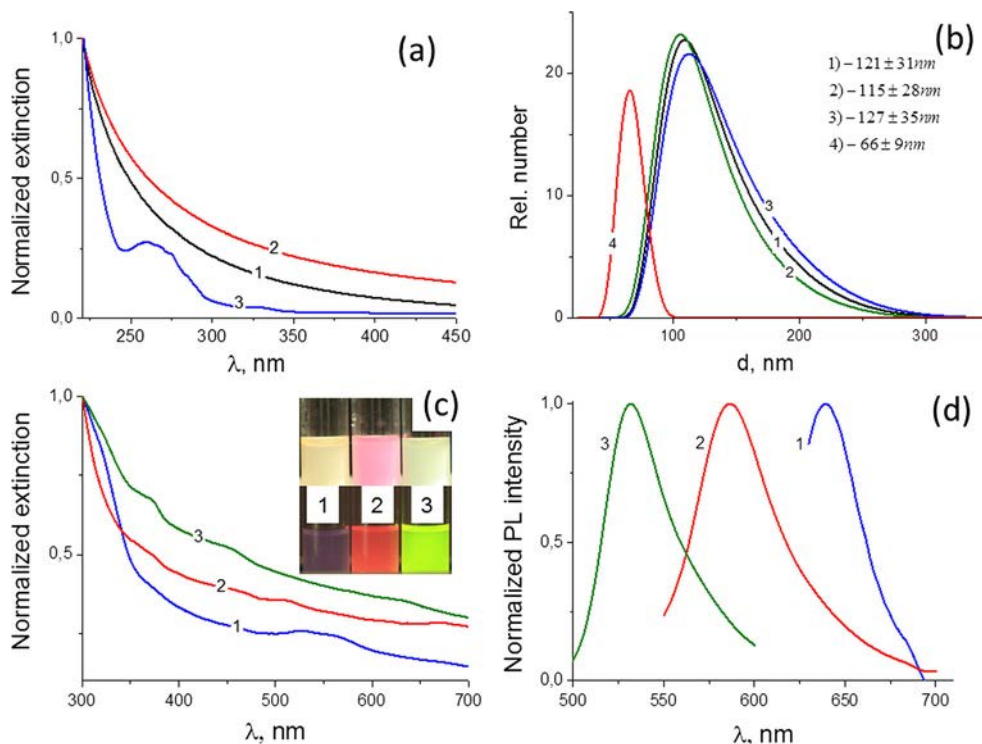 (a)
Normalized extinction
1,0
0,5
0,0
1
2
3
250 300 350 400 450
λ, nm
(b)
Rel. number
20
10
0
1) – 121 ± 31nm
2) – 115 ± 28nm
3) – 127 ± 35nm
4) – 66 ± 9nm
4
3
1
2
100 200 300
d, nm
(c)
Normalized extinction
1,0
0,5
1 2 3
3
2
1
300 400 500 600 700
λ, nm
(d)
Normalized PL intensity
1,0
0,5
0,0
3
2
1
500 550 600 650 700
λ, nm